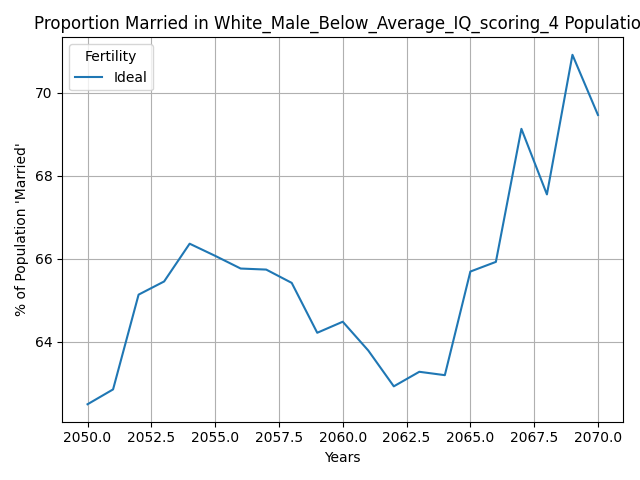 Proportion Married in White_Male_Below_Average_IQ_scoring_4 Populatio
Fertility
Ideal
% of Population 'Married'
70
68
66
64
2050.0 2052.5 2055.0 2057.5 2060.0 2062.5 2065.0 2067.5 2070.0
Years